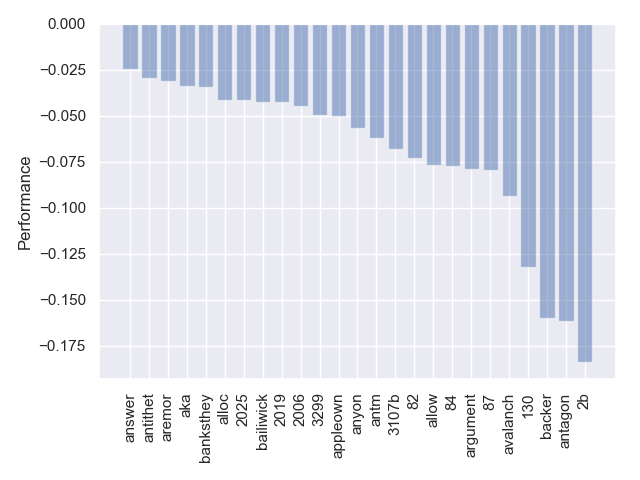 0.000
−0.025
−0.050
−0.075
−0.100
−0.125
−0.150
−0.175
Performance
answer
antithet
aremor
aka
banksthey
alloc
2025
bailiwick
2019
2006
3299
appleown
anyon
antm
3107b
82
allow
84
argument
87
avalanch
130
backer
antagon
2b